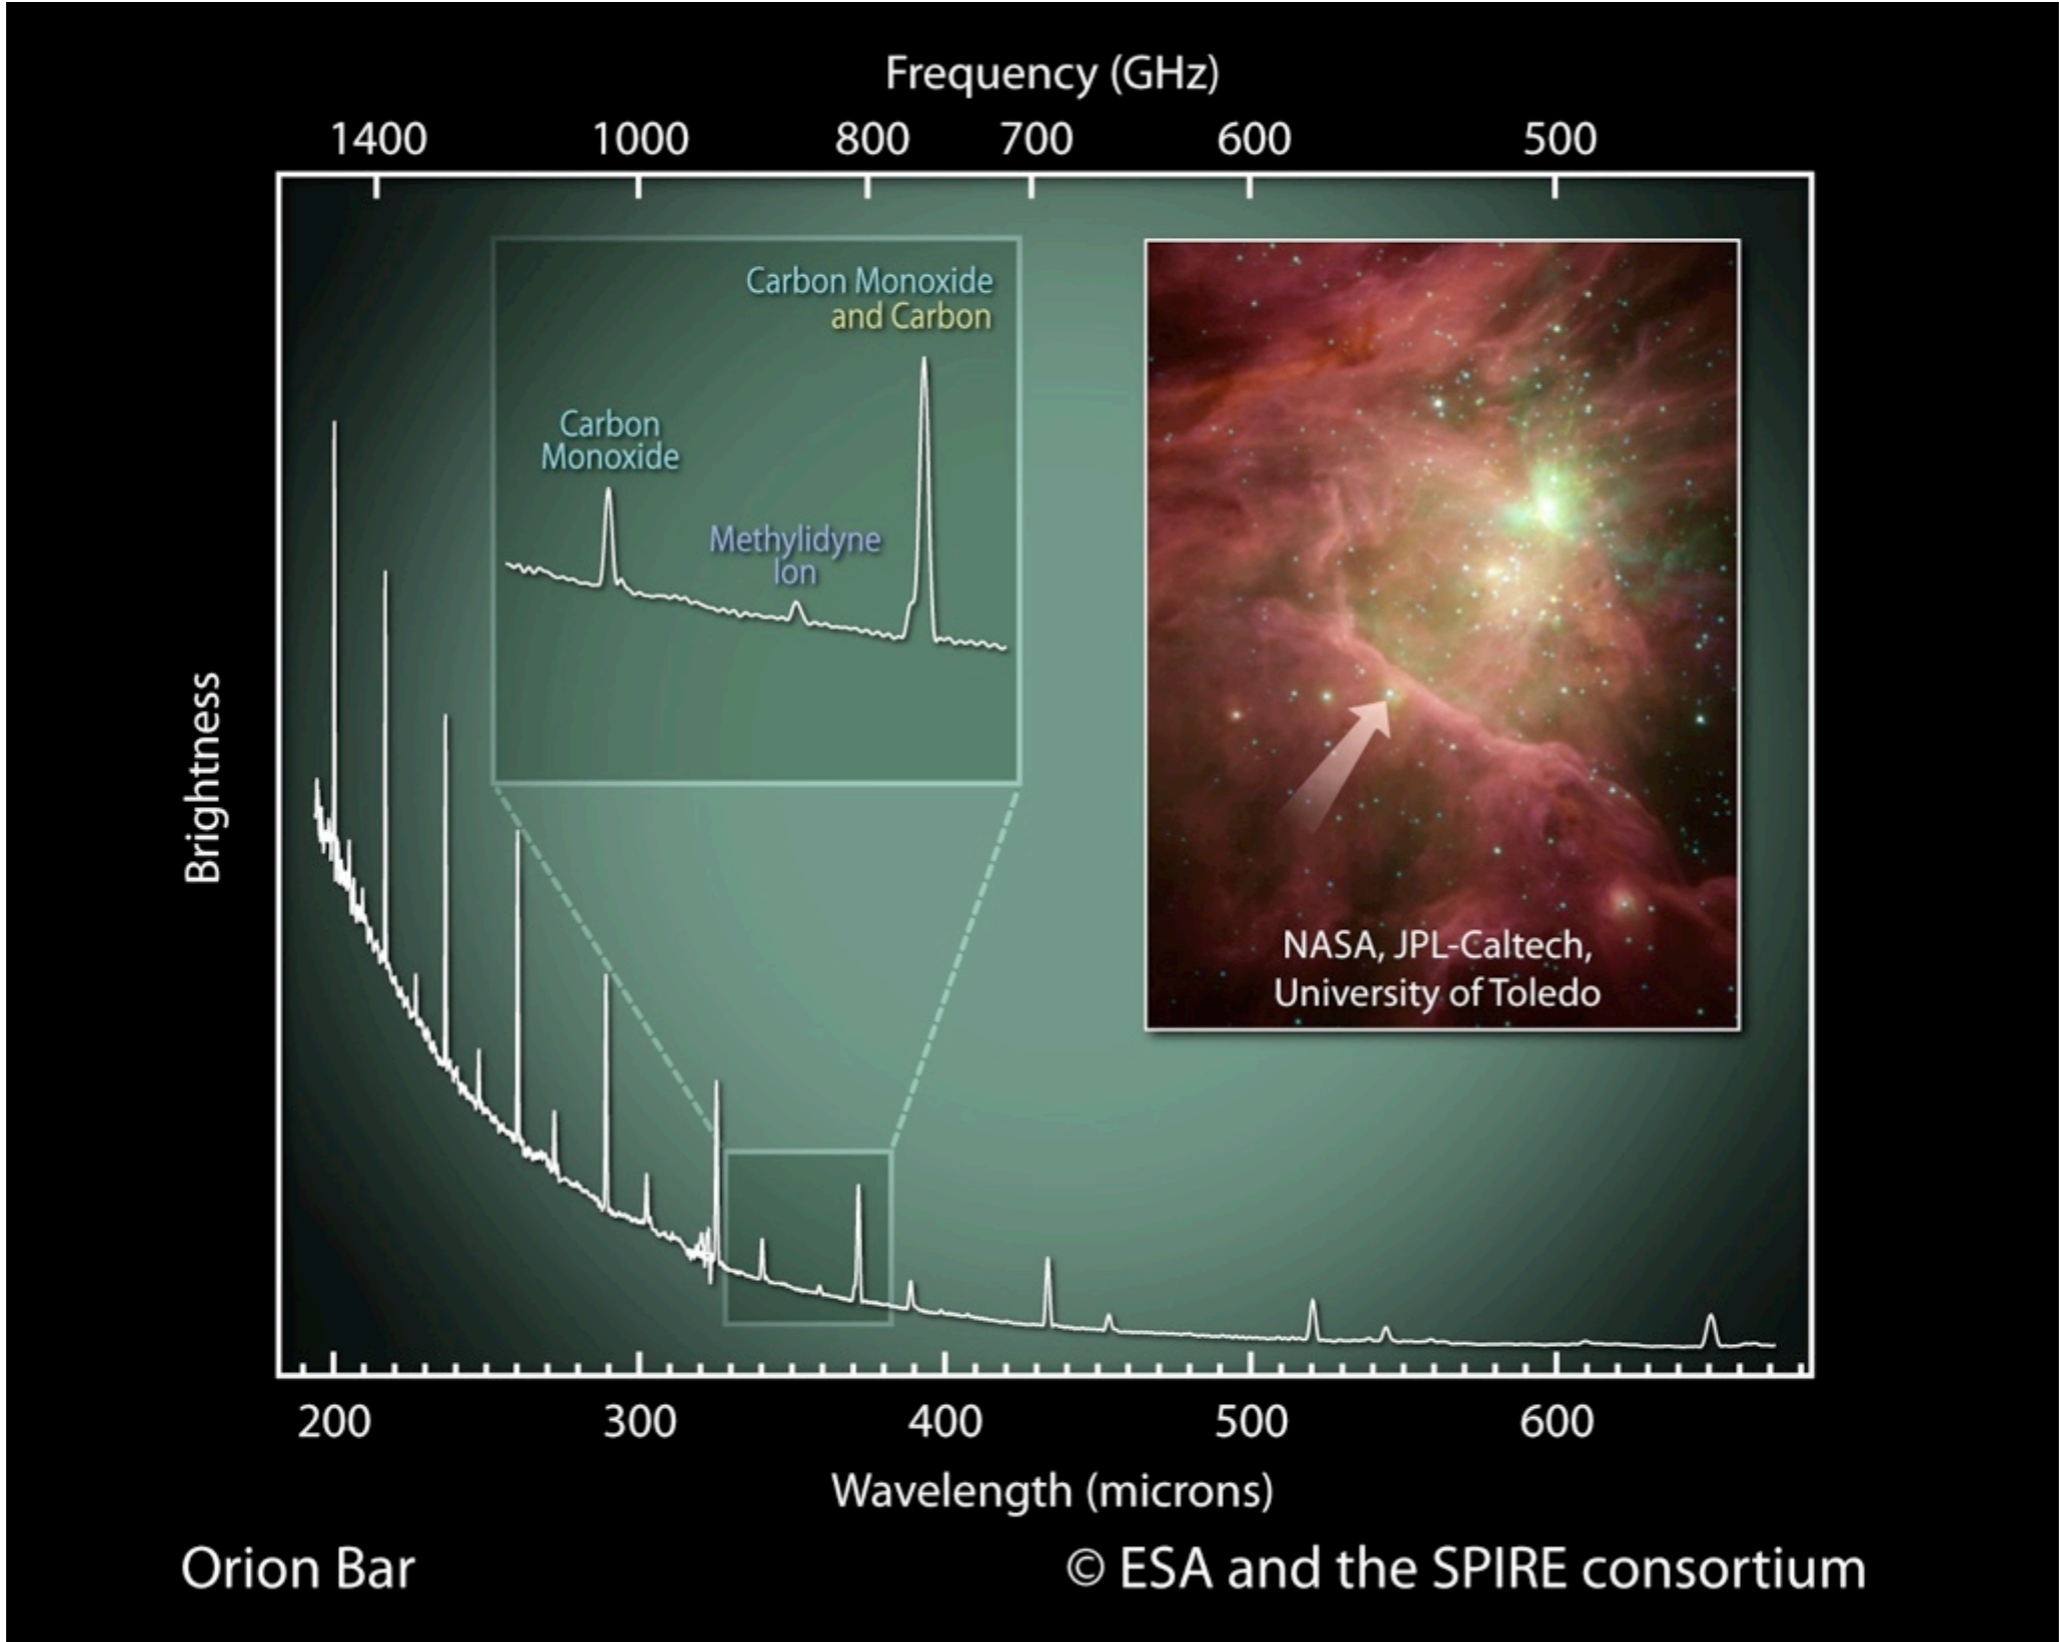 Frequency (GHz)
1400 1000 800 700 600 500
Carbon Monoxide
and Carbon
Carbon
Monoxide
Methylidyne
Ion
Brightness
NASA, JPL-Caltech,
University of Toledo
200 300 400 500 600
Wavelength (microns)
Orion Bar
© ESA and the SPIRE consortium